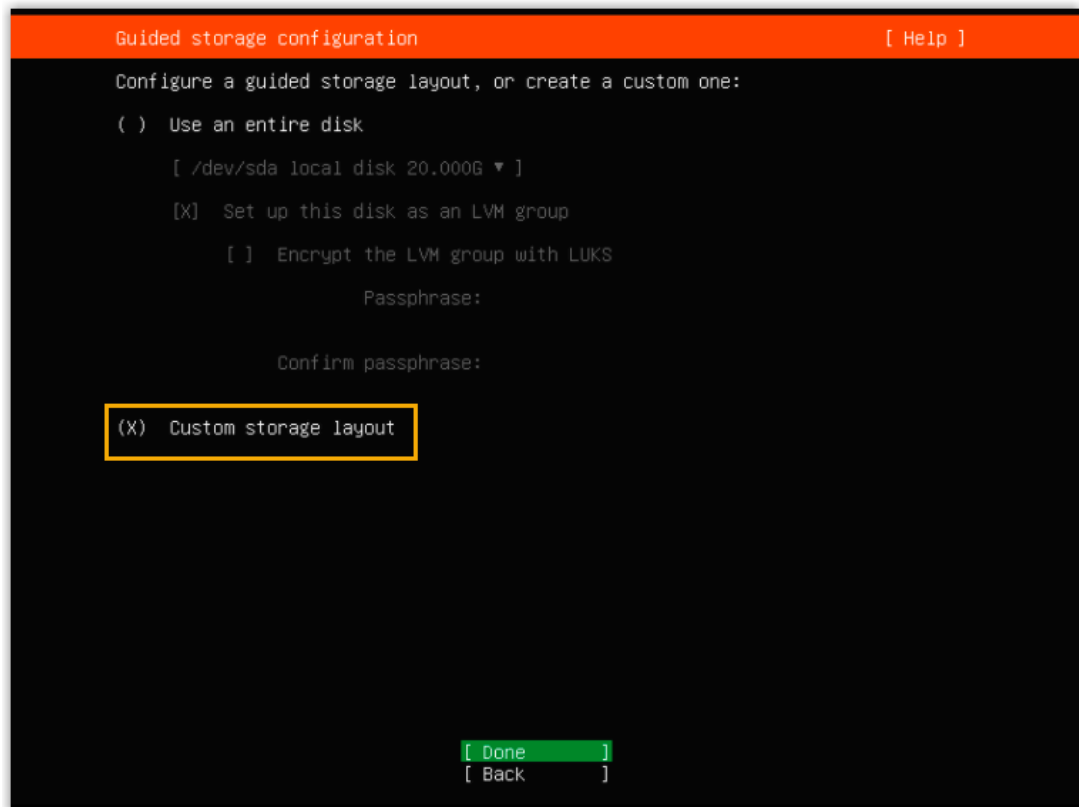 Guided storage configuration [ Help ]
Configure a guided storage layout, or create a custom one:
( ) Use an entire disk
[ /dev/sda local disk 20.000G ▾ ]
[X] Set up this disk as an LVM group
[ ] Encrypt the LVM group with LUKS
Passphrase:
Confirm passphrase:
(X) Custom storage layout
[ Done ]
[ Back ]